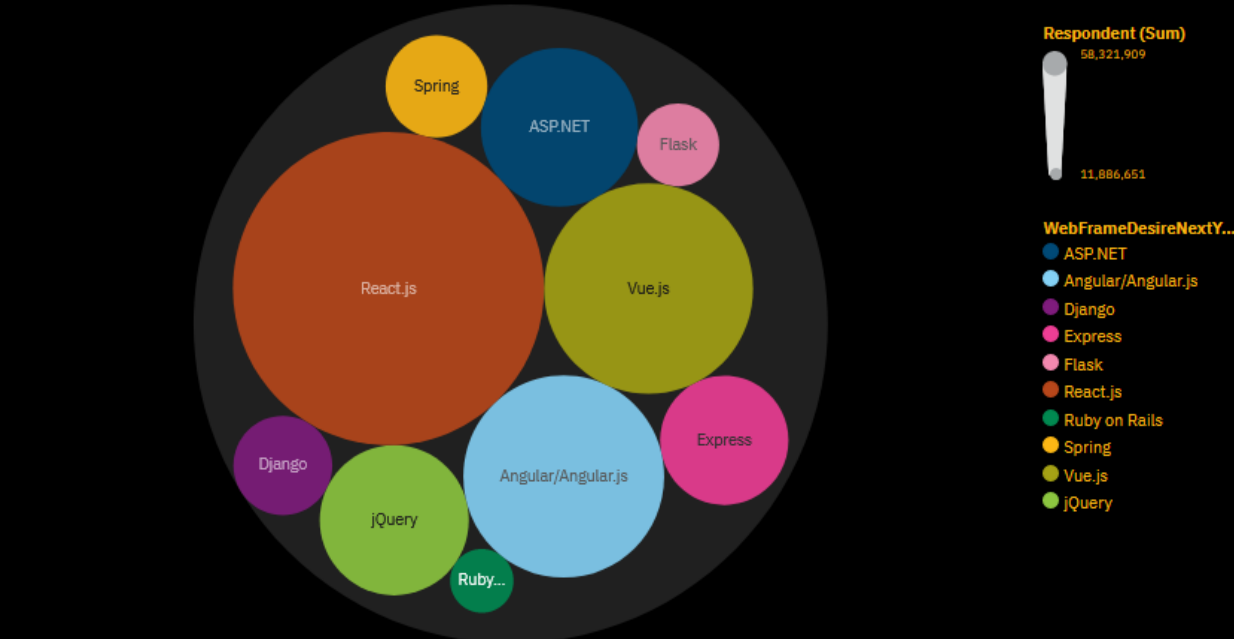 Spring
ASP.NET
Flask
React.js
Vue.js
Express
Django
Angular/Angular.js
jQuery
Ruby...
Respondent (Sum)
58,321,909
11,886,651
WebFrameDesireNextY...
ASP.NET
Angular/Angular.js
Django
Express
Flask
React.js
Ruby on Rails
Spring
Vue.js
jQuery